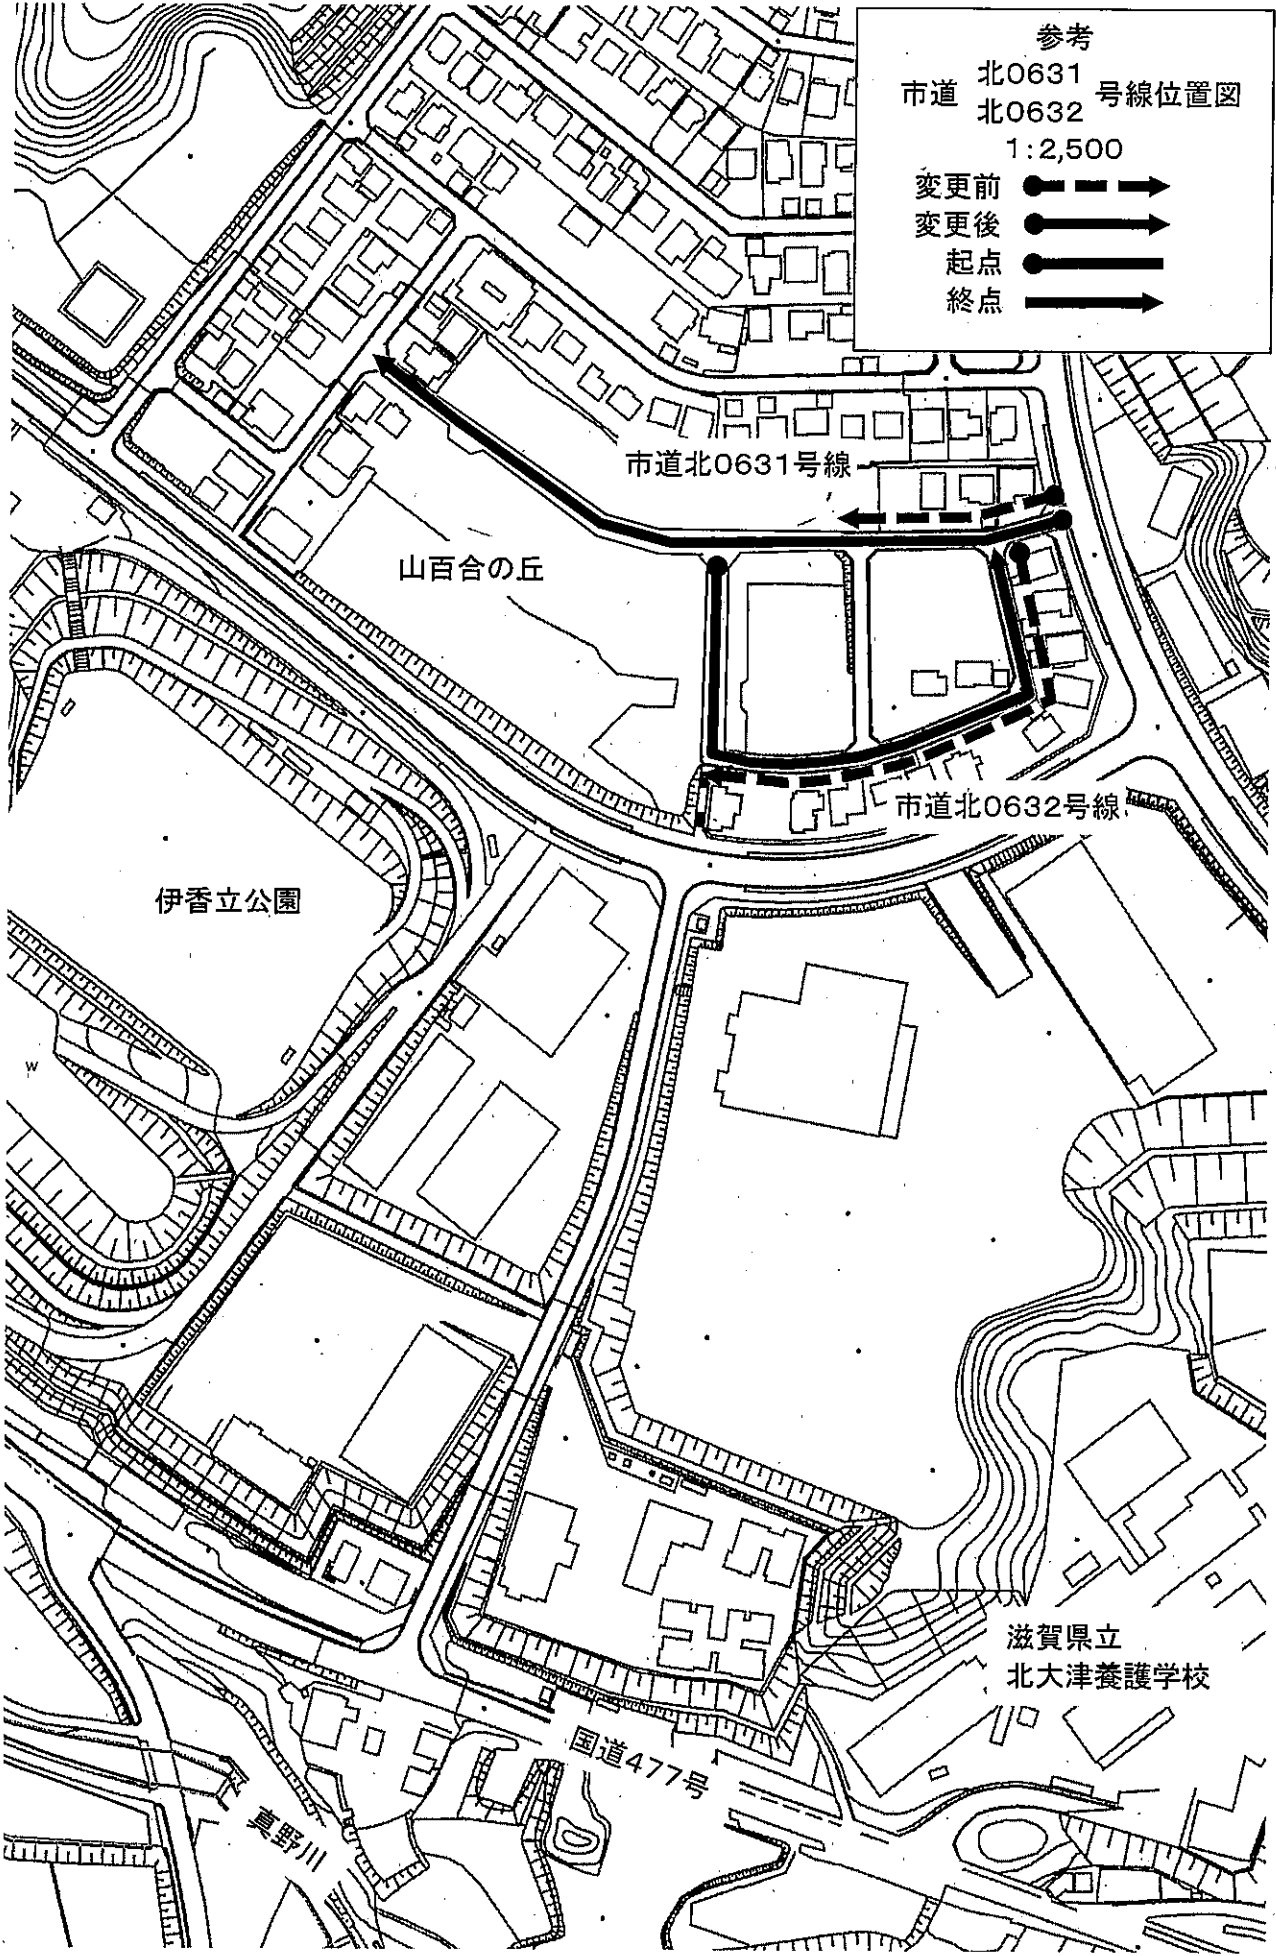 参考
市道 北0631 号線位置図
北0632
1:2,500
変更前
変更後
起点
終点
市道北0631号線
山百合の丘
市道北0632号線
伊香立公園
W
滋賀県立
北大津養護学校
国道477号
真野川